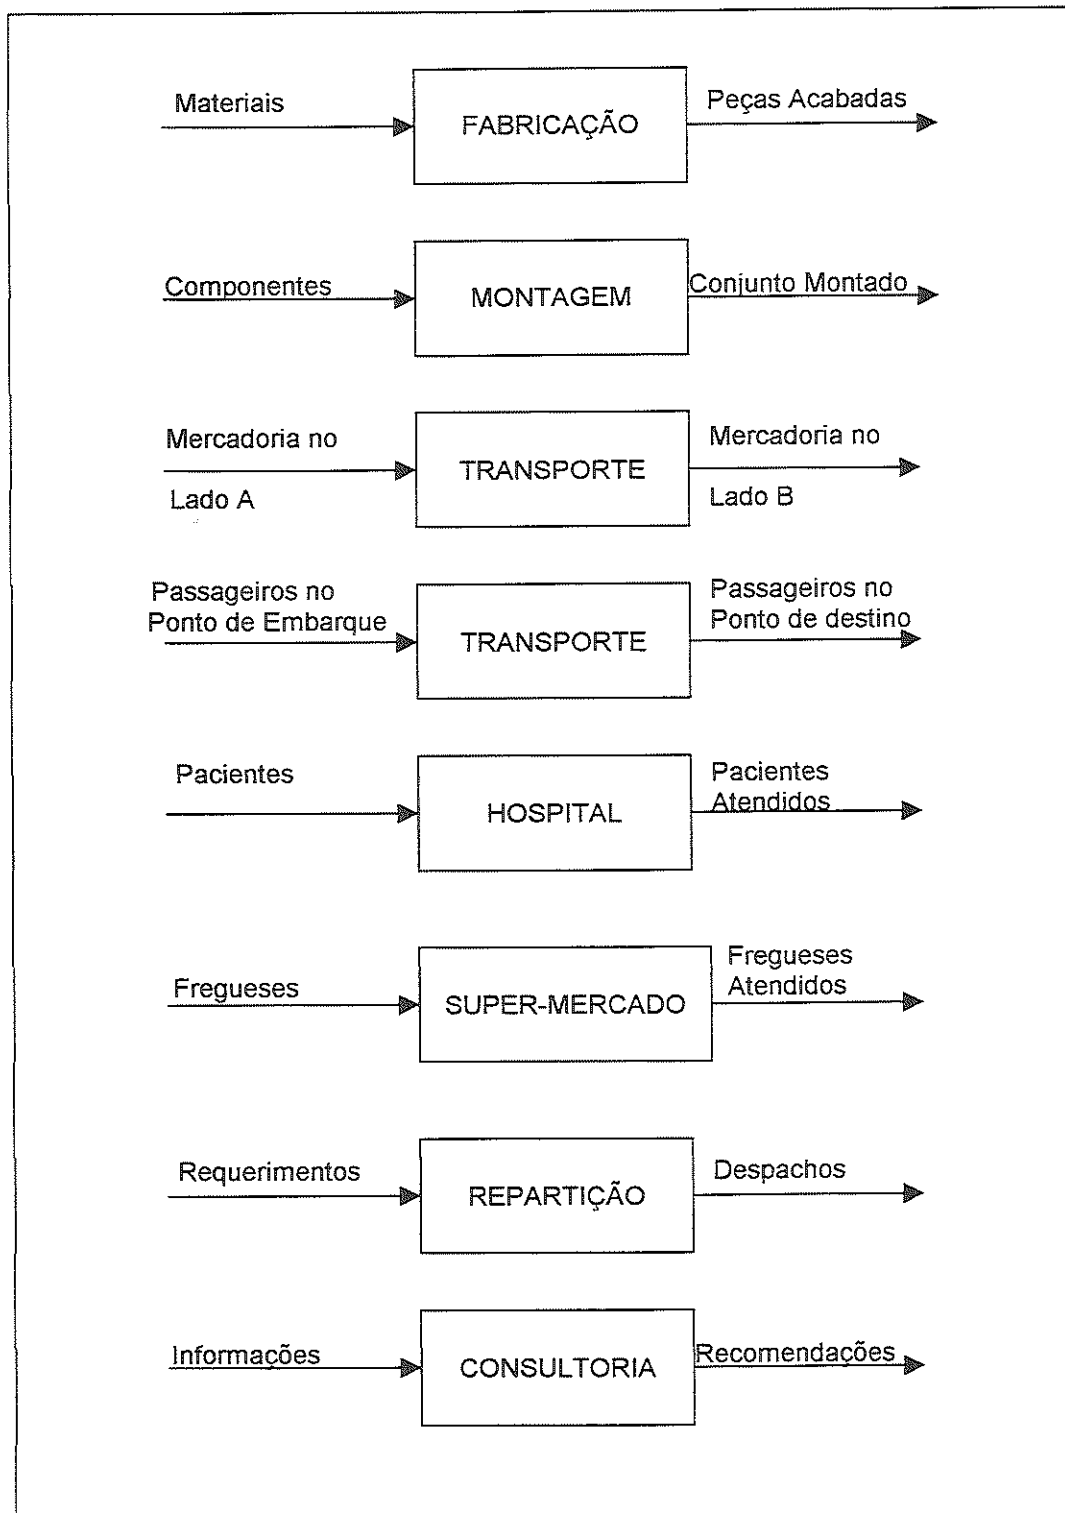 Materiais
FABRICAÇÃO
Peças Acabadas
Componentes
MONTAGEM
Conjunto Montado
Mercadoria no
Lado A
TRANSPORTE
Mercadoria no
Lado B
Passageiros no
Ponto de Embarque
TRANSPORTE
Passageiros no
Ponto de destino
Pacientes
HOSPITAL
Pacientes
Atendidos
Fregueses
SUPER-MERCADO
Fregueses
Atendidos
Requerimentos
REPARTIÇÃO
Despachos
Informações
CONSULTORIA
Recomendações